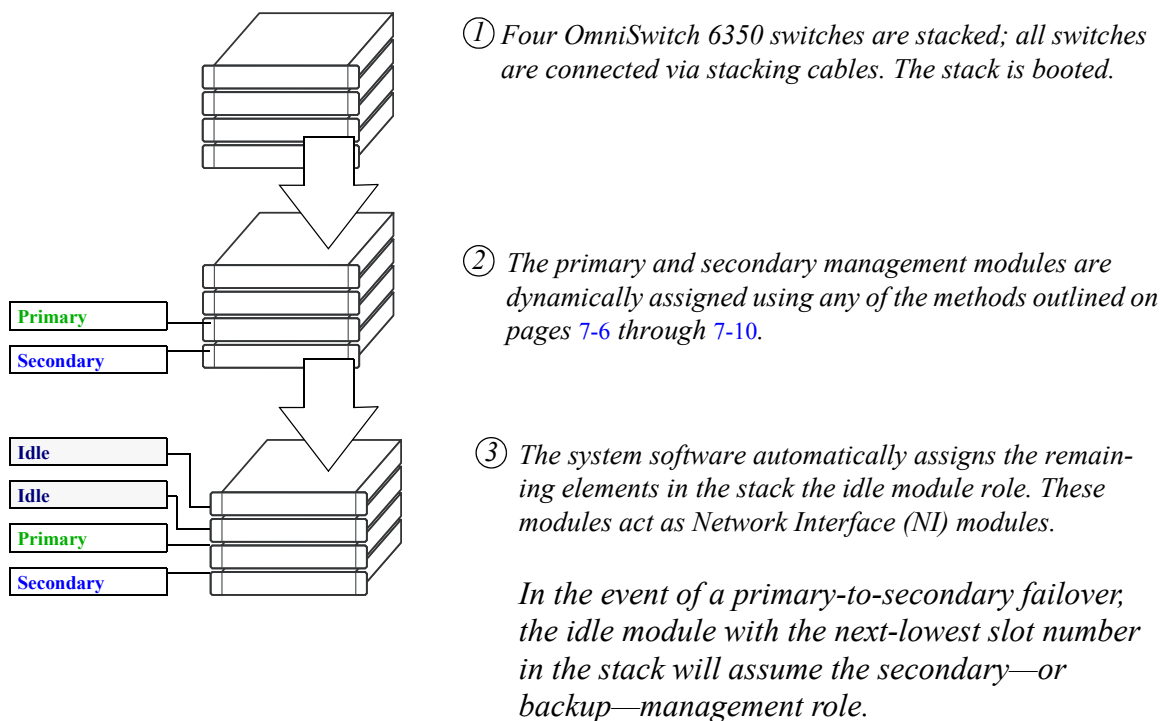 ① Four OmniSwitch 6350 switches are stacked; all switches
are connected via stacking cables. The stack is booted.
② The primary and secondary management modules are
dynamically assigned using any of the methods outlined on
pages 7-6 through 7-10.
Primary
Secondary
Idle
Idle
Primary
Secondary
③ The system software automatically assigns the remain-
ing elements in the stack the idle module role. These
modules act as Network Interface (NI) modules.
In the event of a primary-to-secondary failover,
the idle module with the next-lowest slot number
in the stack will assume the secondary—or
backup—management role.